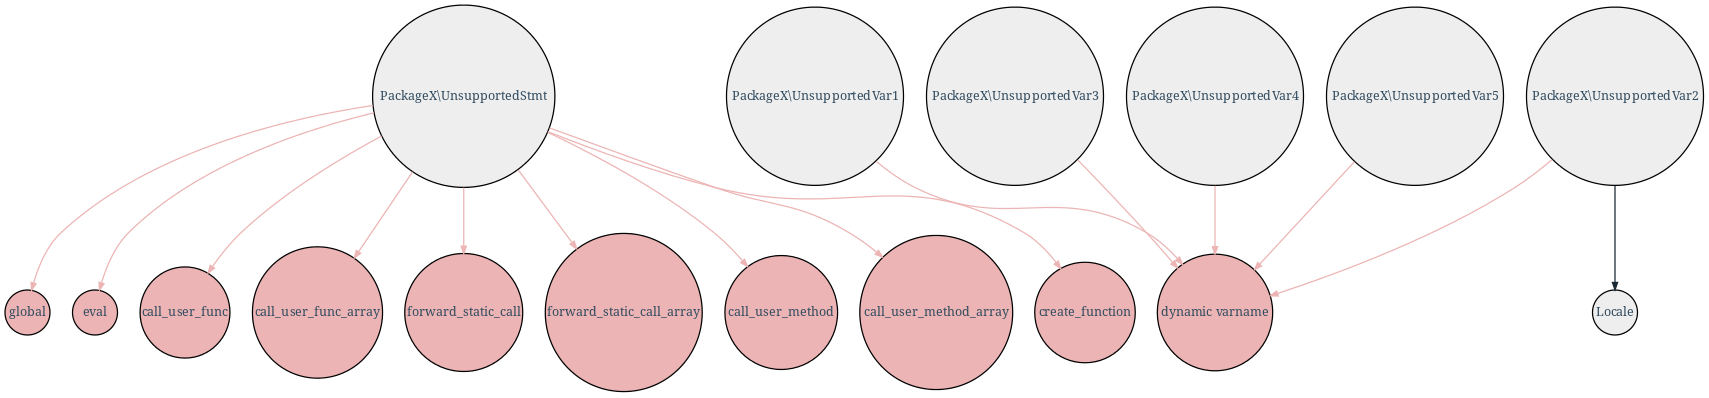 PackageX\UnsupportedStmt
PackageX\UnsupportedVar1
PackageX\UnsupportedVar3
PackageX\UnsupportedVar4
PackageX\UnsupportedVar5
PackageX\UnsupportedVar2
global
eval
call_user_func
call_user_func_array
forward_static_call
forward_static_call_array
call_user_method
call_user_method_array
create_function
dynamic varname
Locale